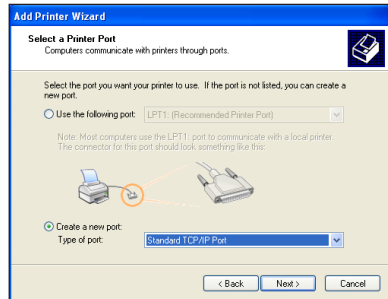 Add Printer Wizard
Select a Printer Port
Computers communicate with printers through ports.
Select the port you want your printer to use. If the port is not listed, you can create a
new port.
Use the following port: LPT1: (Recommended Printer Port)
Note: Most computers use the LPT1: port to communicate with a local printer.
The connector for this port should look something like this:
Create a new port:
Type of port: Standard TCP/IP Port
< Back Next > Cancel